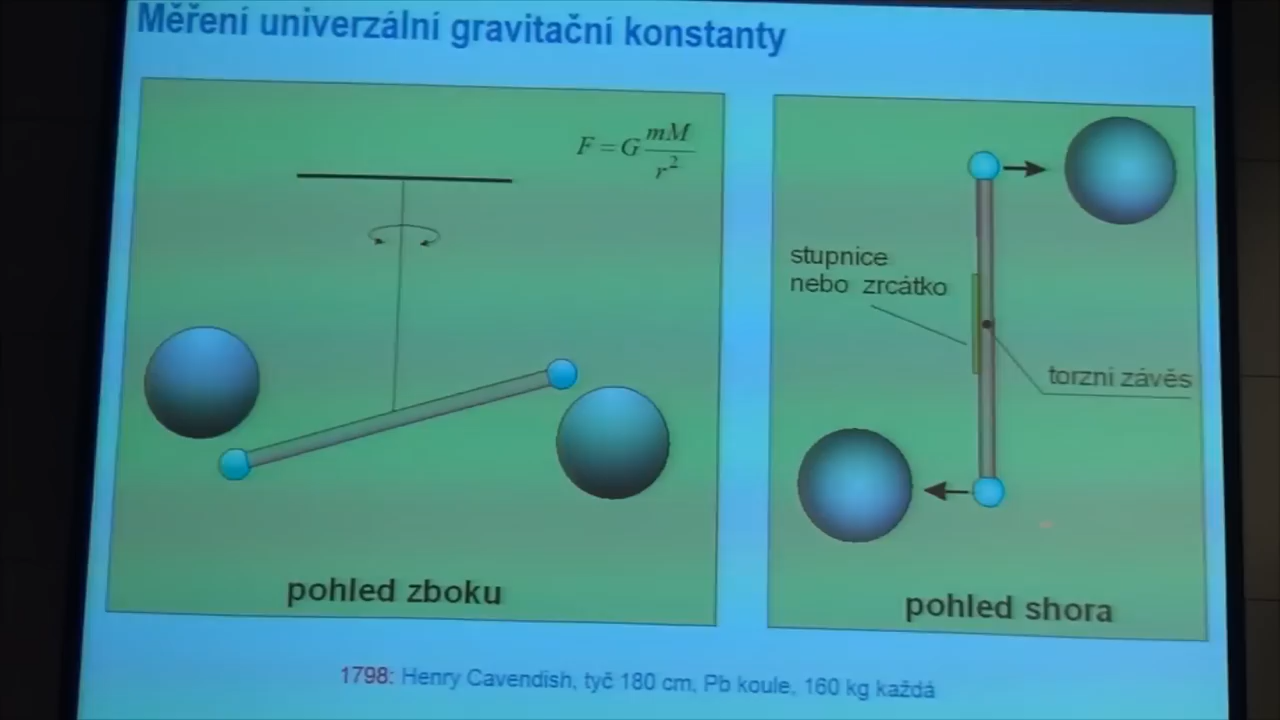 Měření univerzální gravitační konstanty
F = G mM / r²
stupnice
nebo zrcátko
torzní závěs
pohled zboku
pohled shora
1798: Henry Cavendish, tyč 180 cm, Pb koule, 160 kg každá